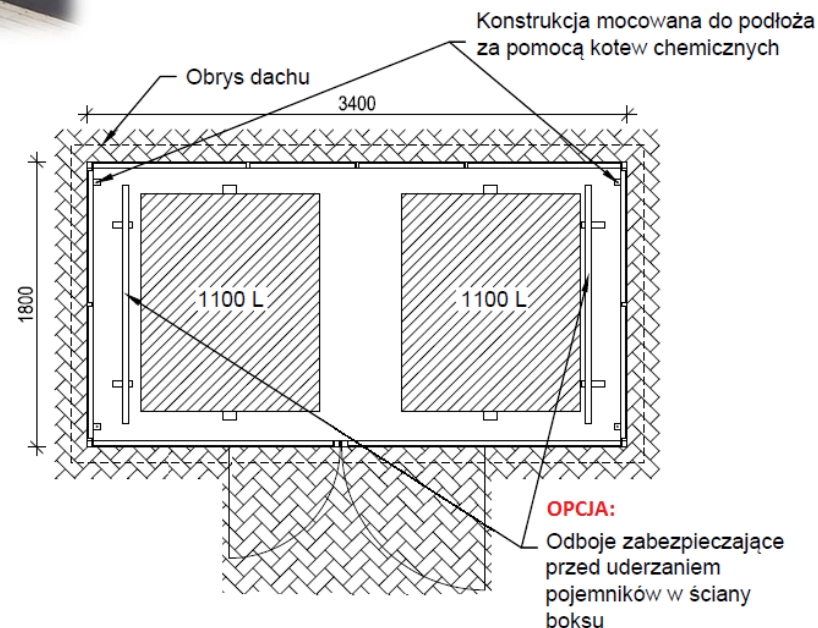 Konstrukcja mocowana do podłoża
za pomocą kotew chemicznych
Obrys dachu
3400
1800
1100 L
1100 L
OPCJA:
Odboje zabezpieczające
przed uderzaniem
pojemników w ściany
boksu